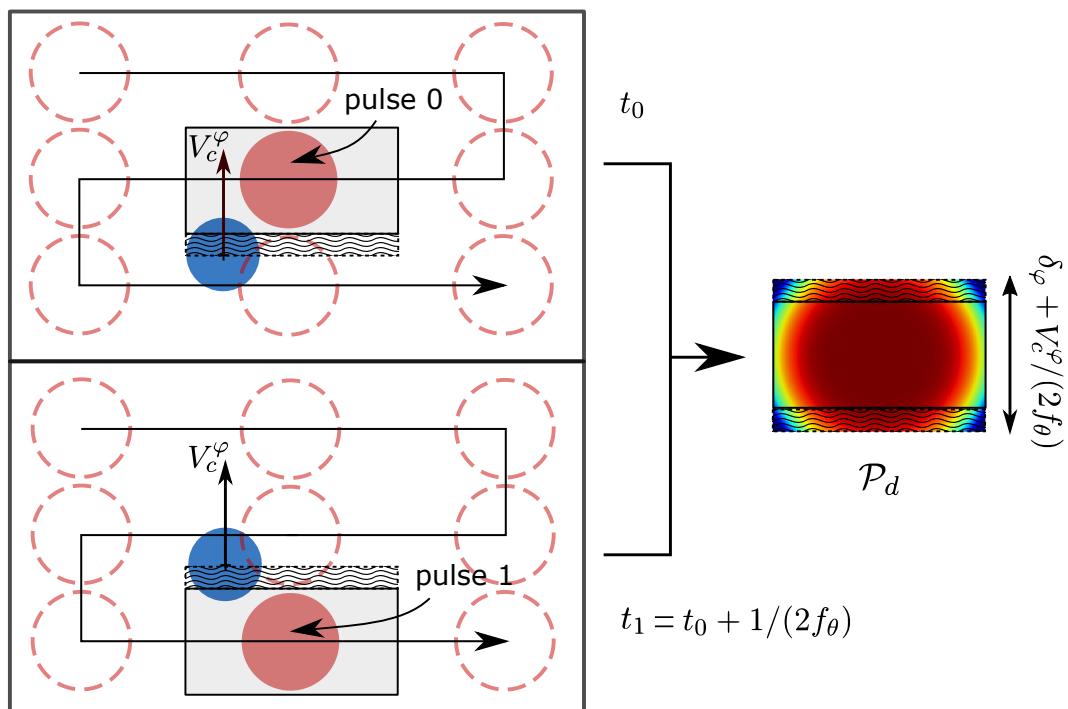 pulse 0
V_c^φ
t_0
V_c^φ
pulse 1
t_1 = t_0 + 1/(2f_θ)
δ_φ + V_c^φ/(2f_θ)
𝒫_d